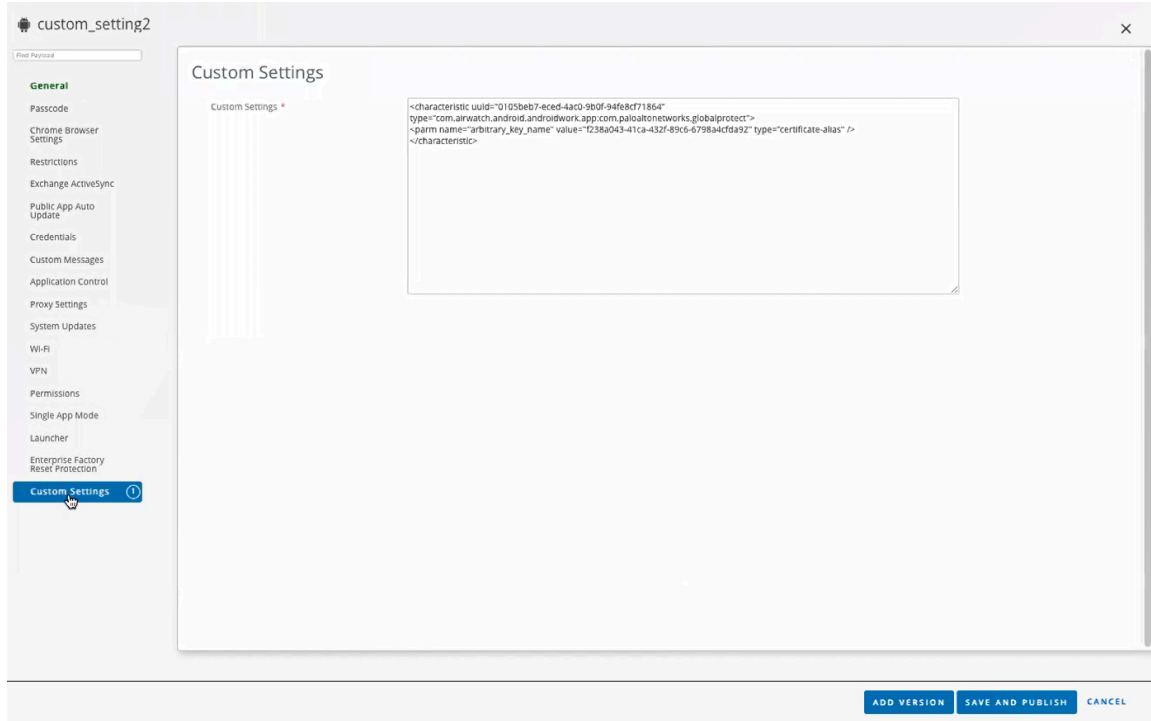 custom_setting2
Find Payload
General
Passcode
Chrome Browser
Settings
Restrictions
Exchange ActiveSync
Public App Auto
Update
Credentials
Custom Messages
Application Control
Proxy Settings
System Updates
Wi-Fi
VPN
Permissions
Single App Mode
Launcher
Enterprise Factory
Reset Protection
Custom Settings 1
Custom Settings
Custom Settings *
<characteristic uuid="0105beb7-eced-4ac0-9b0f-94fe8cf71864"
type="com.airwatch.android.androidwork.app:com.paloaltonetworks.globalprotect">
<parm name="arbitrary_key_name" value="f238a043-41ca-432f-89c6-6798a4cfda92" type="certificate-alias" />
</characteristic>
ADD VERSION
SAVE AND PUBLISH
CANCEL